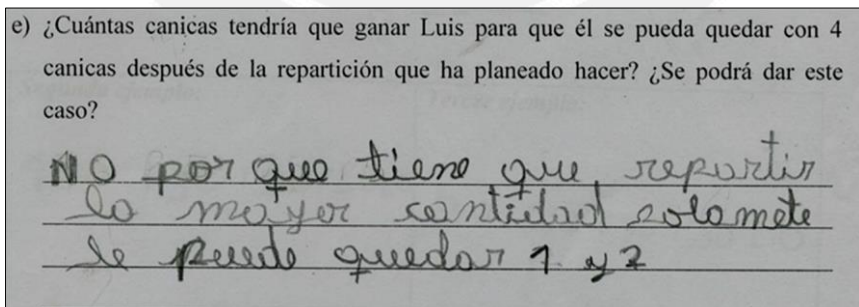 e) ¿Cuántas canicas tendría que ganar Luis para que él se pueda quedar con 4
canicas después de la repartición que ha planeado hacer? ¿Se podrá dar este
caso?
NO por que tiene que repartir
la mayor cantidad solamete
le puede quedar 1 y 2